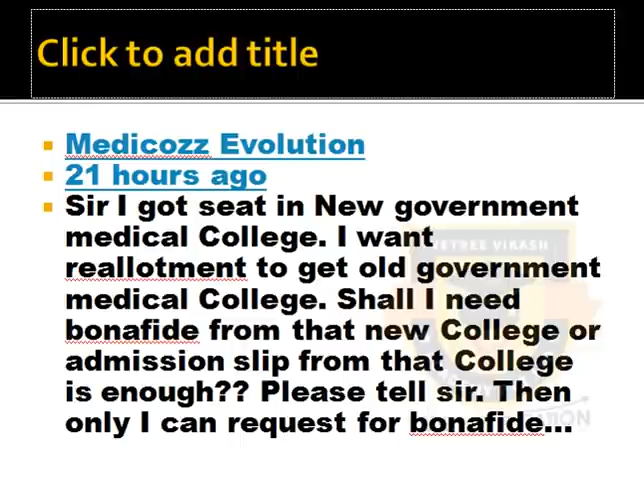 Click to add title
Medicozz Evolution
21 hours ago
Sir I got seat in New government
medical College. I want
reallotment to get old government
medical College. Shall I need
bonafide from that new College or
admission slip from that College
is enough?? Please tell sir. Then
only I can request for bonafide...
VETREE VIKASH